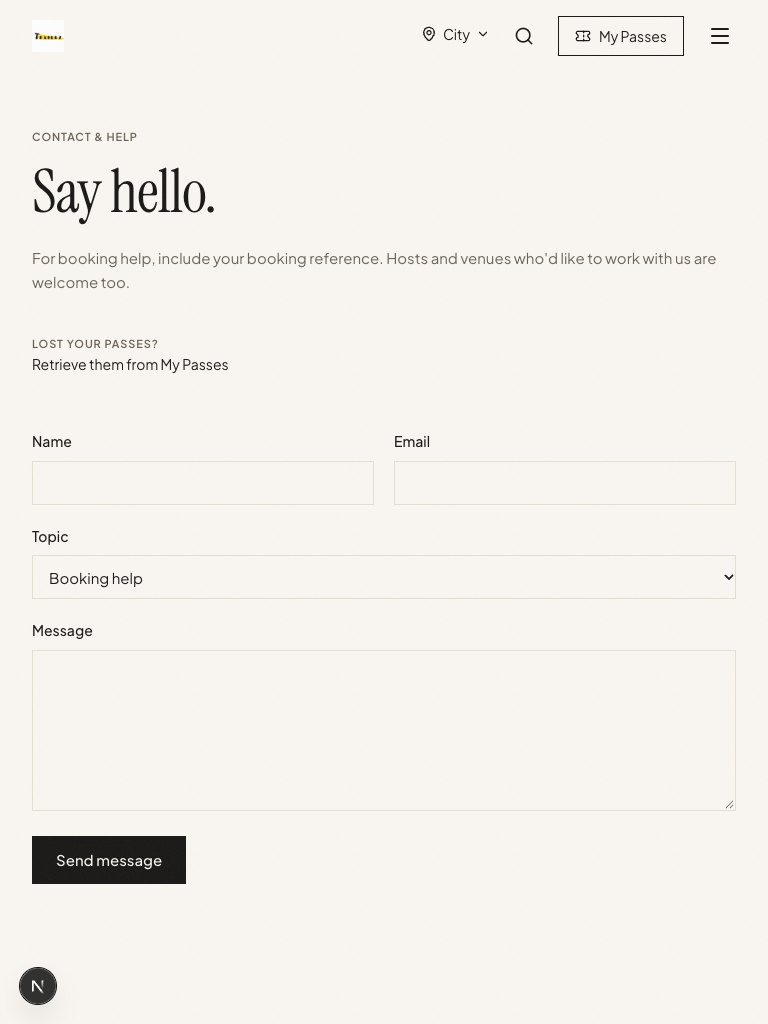 City
My Passes
CONTACT & HELP
Say hello.
For booking help, include your booking reference. Hosts and venues who'd like to work with us are
welcome too.
LOST YOUR PASSES?
Retrieve them from My Passes
Name
Email
Topic
Booking help
Message
Send message
N